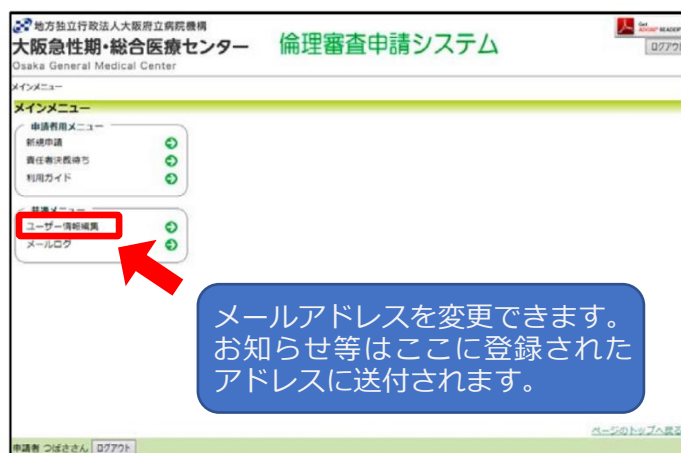 地方独立行政法人大阪府立病院機構
大阪急性期・総合医療センター
Osaka General Medical Center
倫理審査申請システム
Get
ADOBE READER
ログアウト
メインメニュー
メインメニュー
申請者用メニュー
新規申請
責任者決裁待ち
利用ガイド
共通メニュー
ユーザー情報編集
メールログ
メールアドレスを変更できます。
お知らせ等はここに登録された
アドレスに送付されます。
ページのトップへ戻る
申請者 つばささん ログアウト